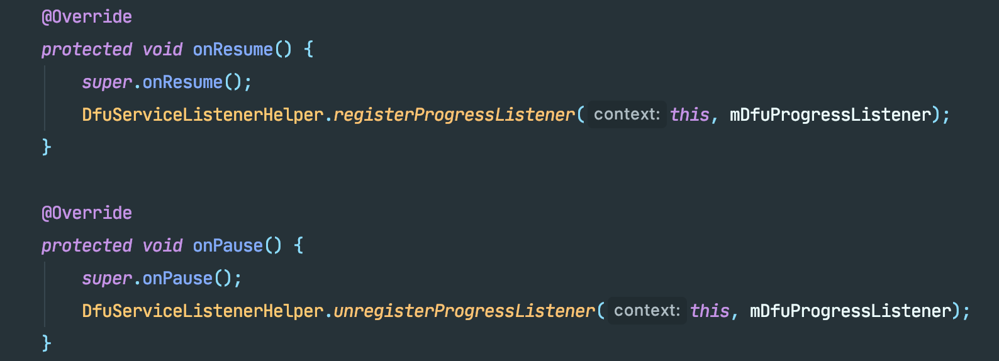 @Override
protected void onResume() {
super.onResume();
DfuServiceListenerHelper.registerProgressListener( context: this, mDfuProgressListener);
}
@Override
protected void onPause() {
super.onPause();
DfuServiceListenerHelper.unregisterProgressListener( context: this, mDfuProgressListener);
}